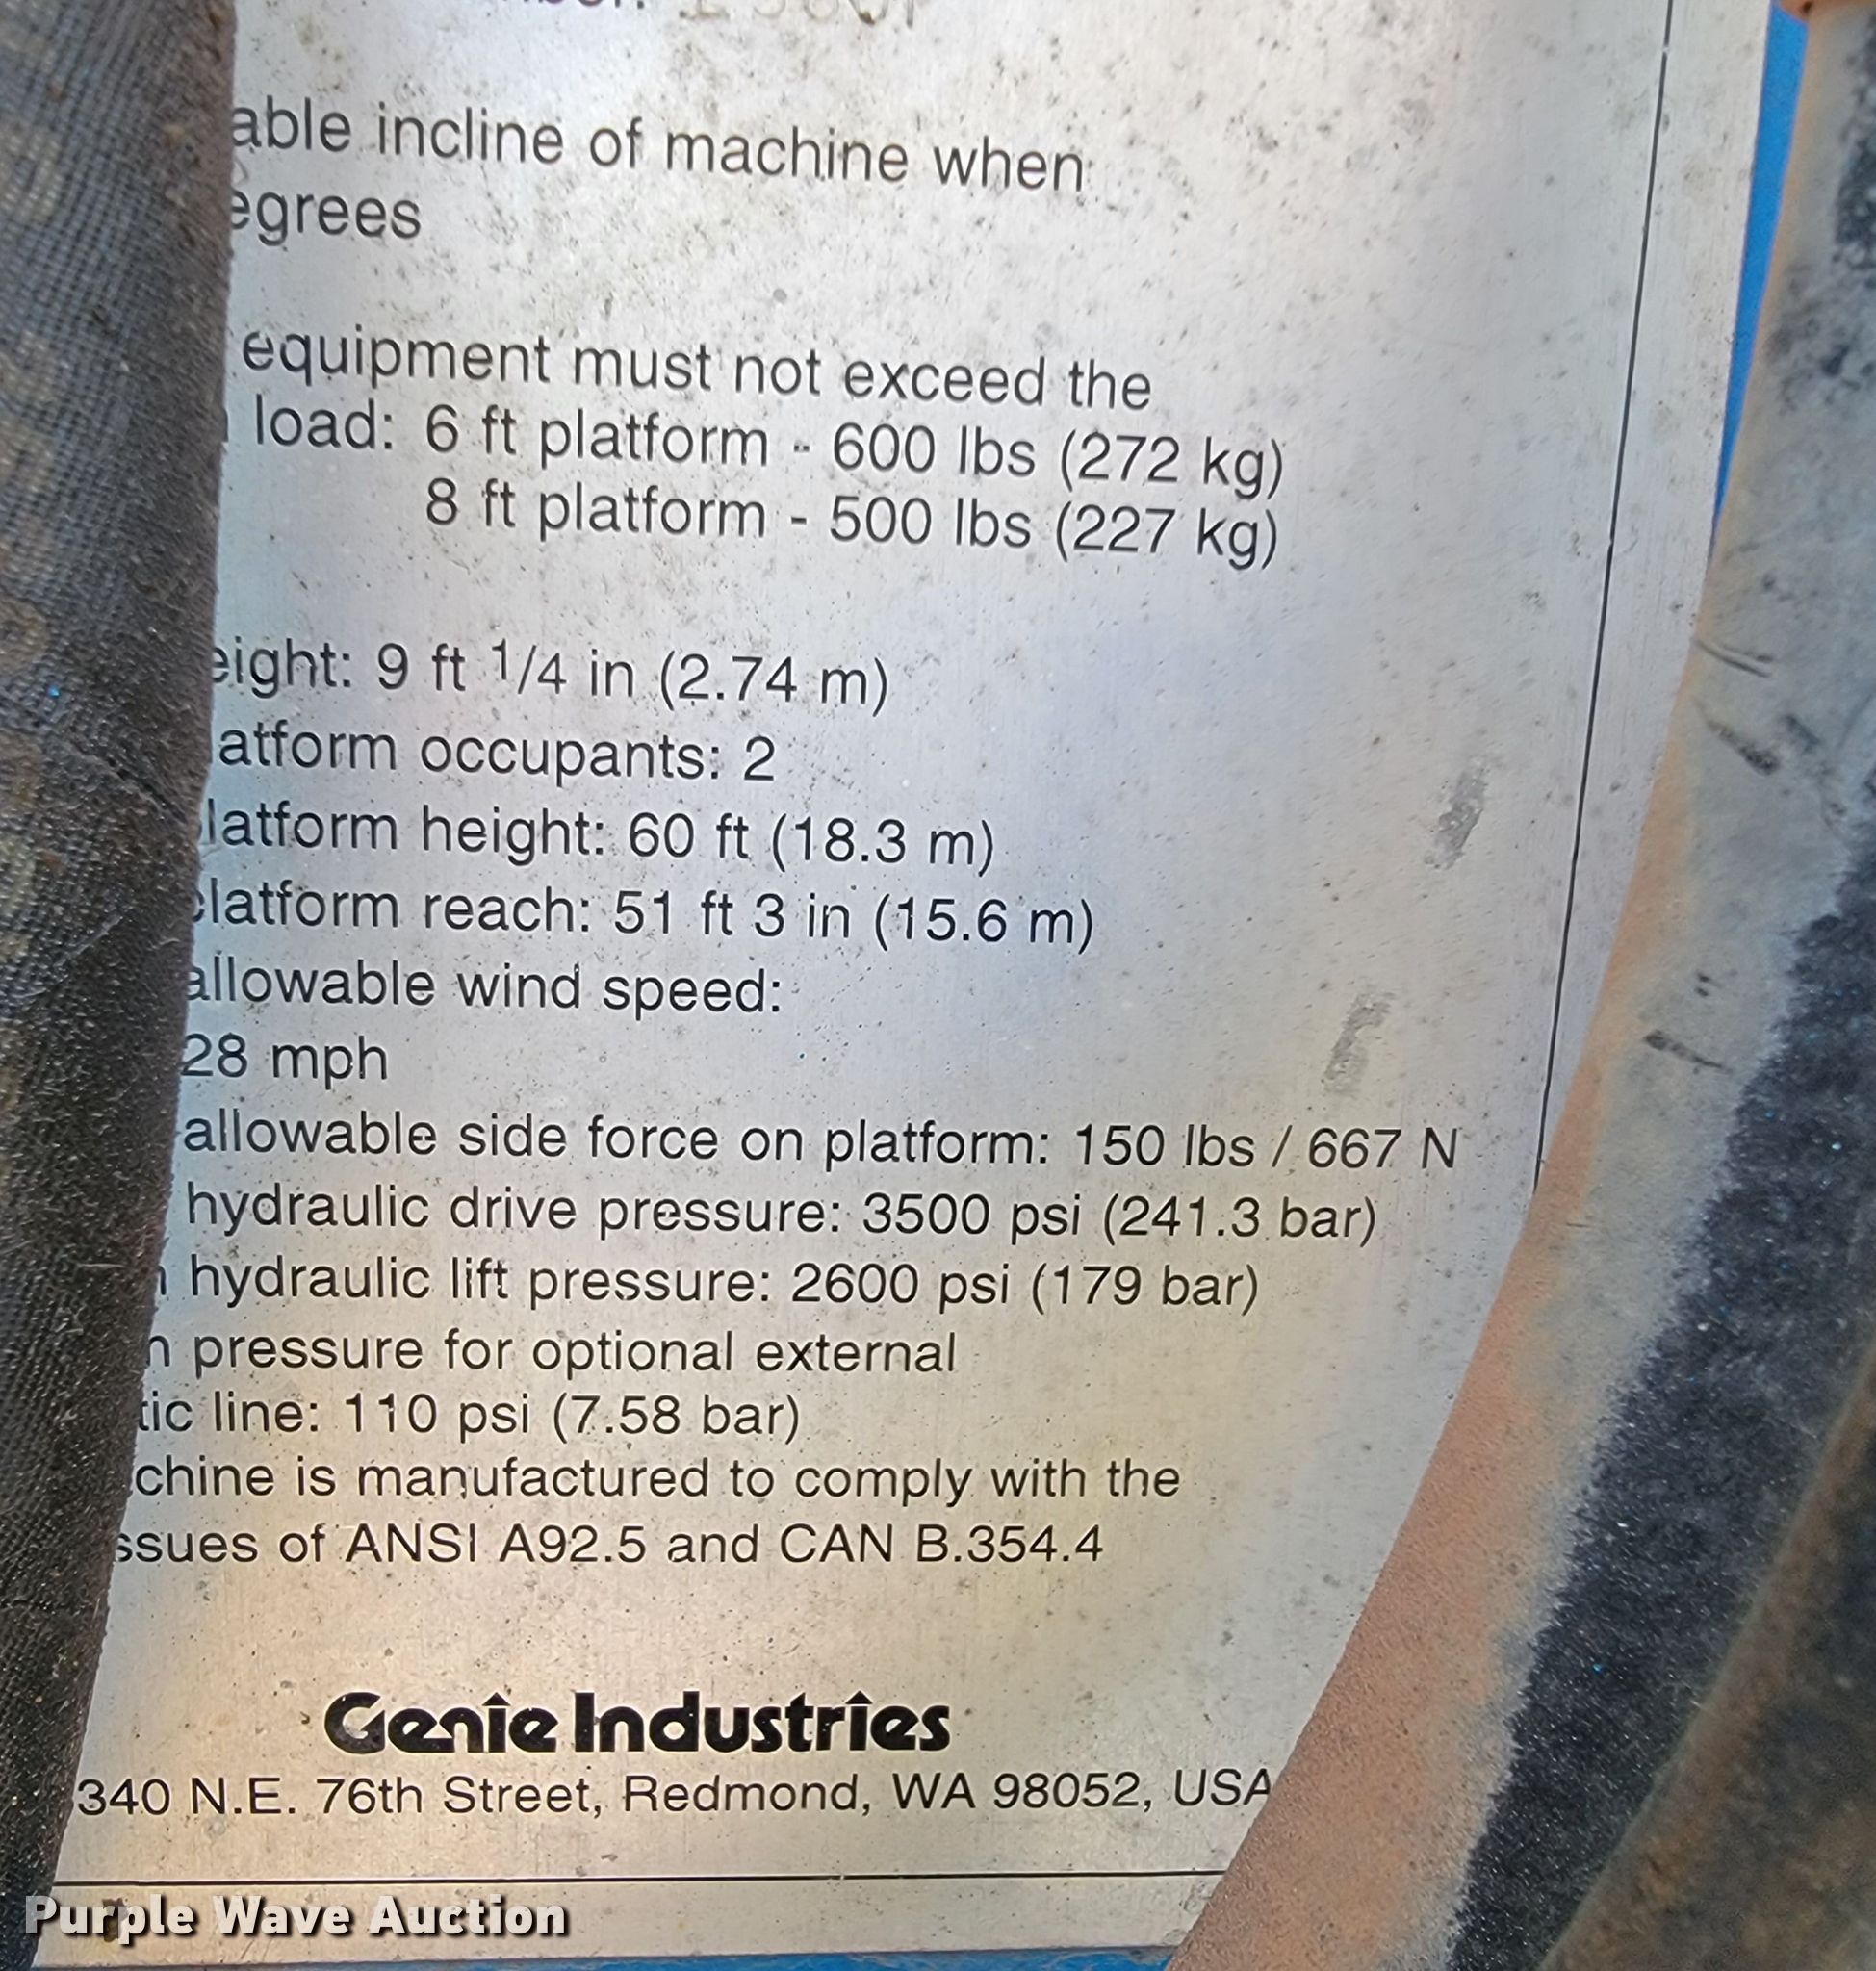 able incline of machine when
egrees
equipment must not exceed the
load: 6 ft platform - 600 lbs (272 kg)
8 ft platform - 500 lbs (227 kg)
eight: 9 ft 1/4 in (2.74 m)
atform occupants: 2
latform height: 60 ft (18.3 m)
latform reach: 51 ft 3 in (15.6 m)
allowable wind speed:
28 mph
allowable side force on platform: 150 lbs / 667 N
hydraulic drive pressure: 3500 psi (241.3 bar)
hydraulic lift pressure: 2600 psi (179 bar)
n pressure for optional external
tic line: 110 psi (7.58 bar)
chine is manufactured to comply with the
ssues of ANSI A92.5 and CAN B.354.4
Genie Industries
340 N.E. 76th Street, Redmond, WA 98052, USA
Purple Wave Auction